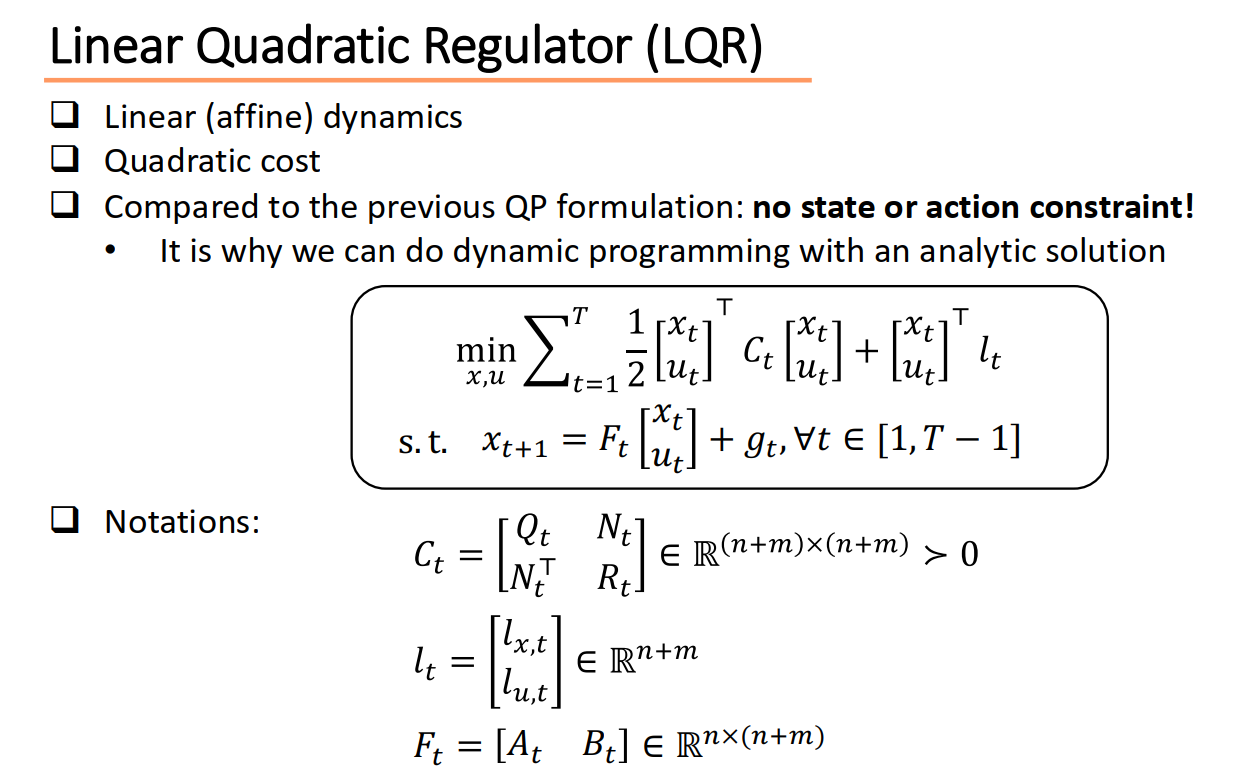 Linear Quadratic Regulator (LQR)
❑ Linear (affine) dynamics
❑ Quadratic cost
❑ Compared to the previous QP formulation: no state or action constraint!
• It is why we can do dynamic programming with an analytic solution
$\min_{x,u} \sum_{t=1}^{T} \frac{1}{2} \begin{bmatrix} x_t \\ u_t \end{bmatrix}^\top C_t \begin{bmatrix} x_t \\ u_t \end{bmatrix} + \begin{bmatrix} x_t \\ u_t \end{bmatrix}^\top l_t$
$\text{s.t.} \quad x_{t+1} = F_t \begin{bmatrix} x_t \\ u_t \end{bmatrix} + g_t, \forall t \in [1, T-1]$
❑ Notations:
$C_t = \begin{bmatrix} Q_t & N_t \\ N_t^\top & R_t \end{bmatrix} \in \mathbb{R}^{(n+m)\times(n+m)} \succ 0$
$l_t = \begin{bmatrix} l_{x,t} \\ l_{u,t} \end{bmatrix} \in \mathbb{R}^{n+m}$
$F_t = [A_t \quad B_t] \in \mathbb{R}^{n\times(n+m)}$